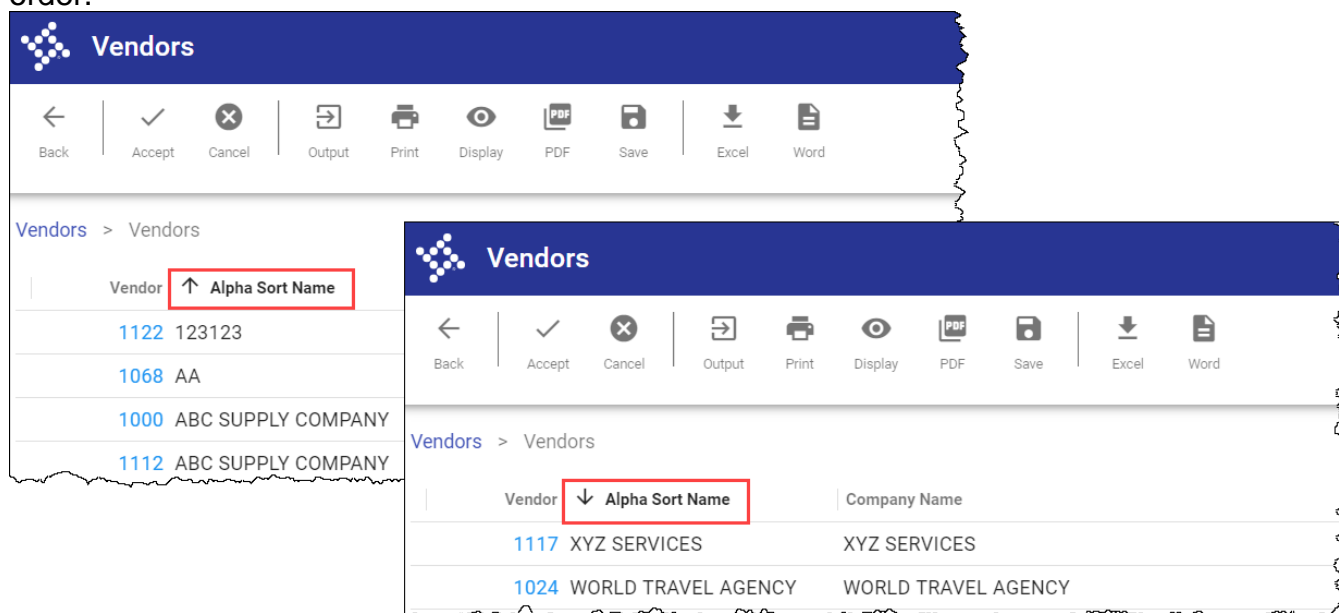 order.
Vendors
Back Accept Cancel Output Print Display PDF PDF Save Excel Word
Vendors > Vendors
Vendor ↑ Alpha Sort Name
1122 123123
1068 AA
1000 ABC SUPPLY COMPANY
1112 ABC SUPPLY COMPANY
Vendors
Back Accept Cancel Output Print Display PDF PDF Save Excel Word
Vendors > Vendors
Vendor ↓ Alpha Sort Name Company Name
1117 XYZ SERVICES XYZ SERVICES
1024 WORLD TRAVEL AGENCY WORLD TRAVEL AGENCY